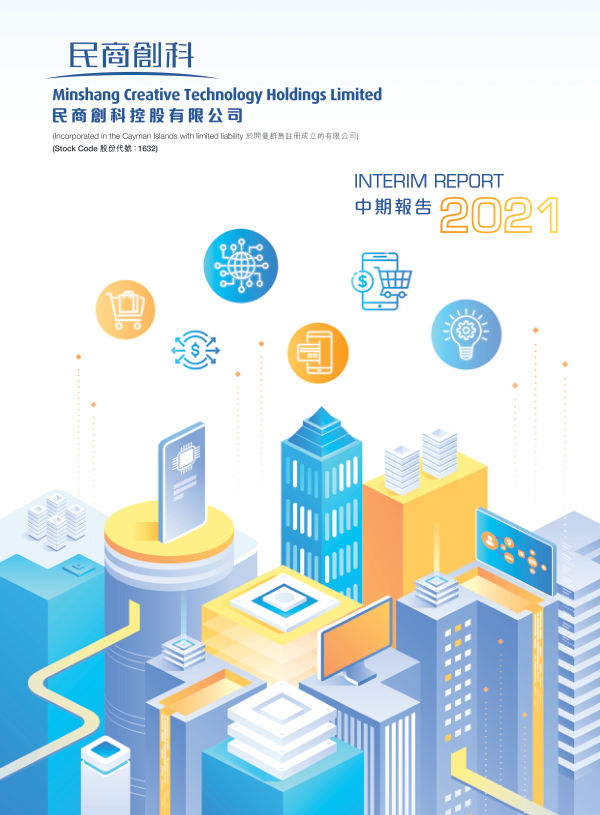 民商創科
Minshang Creative Technology Holdings Limited
民商創科控股有限公司
(Incorporated in the Cayman Islands with limited liability 於開曼群島註冊成立的有限公司)
(Stock Code 股份代號：1632)
INTERIM REPORT
中期報告 2021